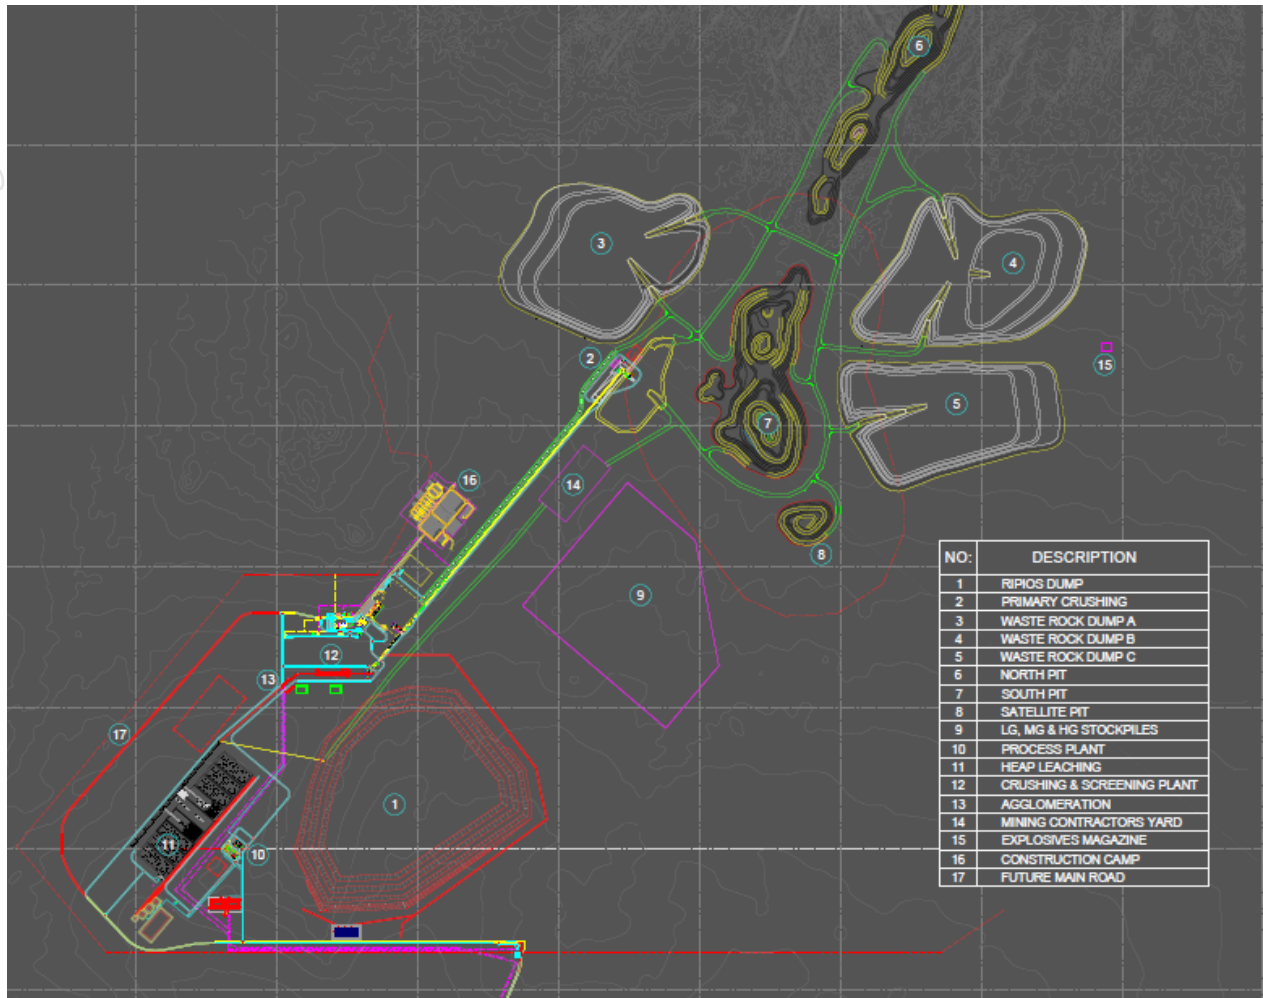 6
3
4
2
15
5
7
16
14
8
9
12
13
17
1
11
10
NO: DESCRIPTION
1 RIPIOS DUMP
2 PRIMARY CRUSHING
3 WASTE ROCK DUMP A
4 WASTE ROCK DUMP B
5 WASTE ROCK DUMP C
6 NORTH PIT
7 SOUTH PIT
8 SATELLITE PIT
9 LG, MG & HG STOCKPILES
10 PROCESS PLANT
11 HEAP LEACHING
12 CRUSHING & SCREENING PLANT
13 AGGLOMERATION
14 MINING CONTRACTORS YARD
15 EXPLOSIVES MAGAZINE
16 CONSTRUCTION CAMP
17 FUTURE MAIN ROAD